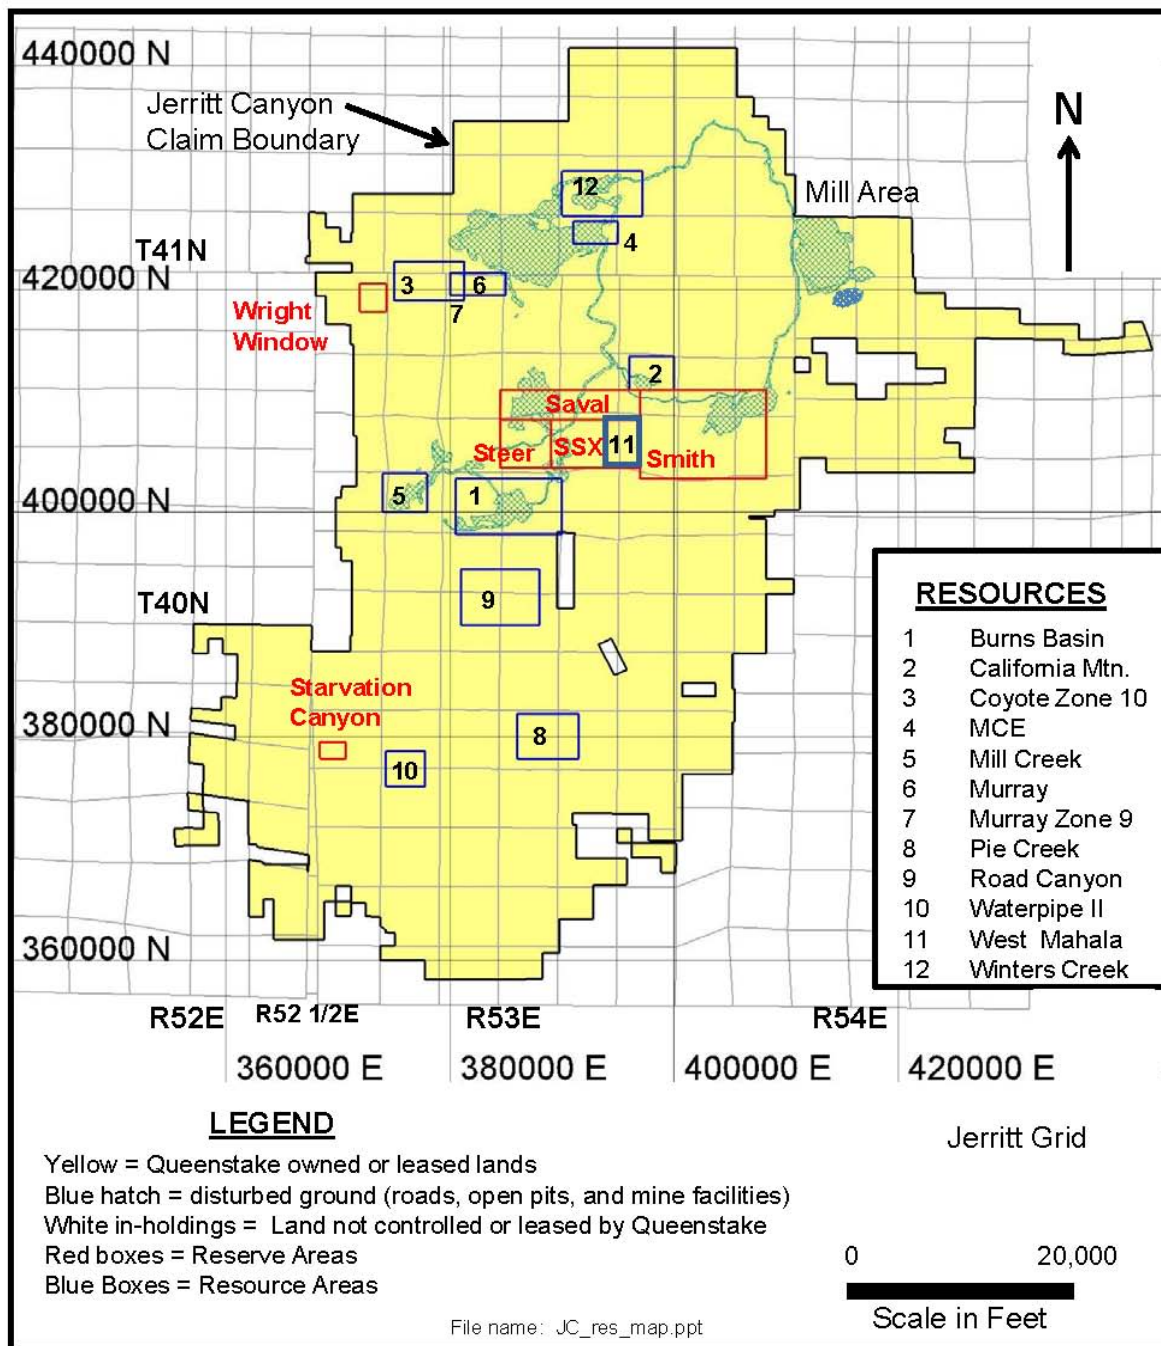 440000 N
Jerritt Canyon
Claim Boundary
N
12
Mill Area
4
T41N
420000 N
3
6
7
Wright
Window
2
Saval
Steer
SSX
11
Smith
5
1
400000 N
9
T40N
RESOURCES
1 Burns Basin
2 California Mtn.
3 Coyote Zone 10
4 MCE
5 Mill Creek
6 Murray
7 Murray Zone 9
8 Pie Creek
9 Road Canyon
10 Waterpipe II
11 West Mahala
12 Winters Creek
Starvation
Canyon
380000 N
8
10
360000 N
R52E
R52 1/2E
R53E
R54E
360000 E
380000 E
400000 E
420000 E
LEGEND
Jerritt Grid
Yellow = Queenstake owned or leased lands
Blue hatch = disturbed ground (roads, open pits, and mine facilities)
White in-holdings = Land not controlled or leased by Queenstake
Red boxes = Reserve Areas
Blue Boxes = Resource Areas
0 20,000
Scale in Feet
File name: JC_res_map.ppt